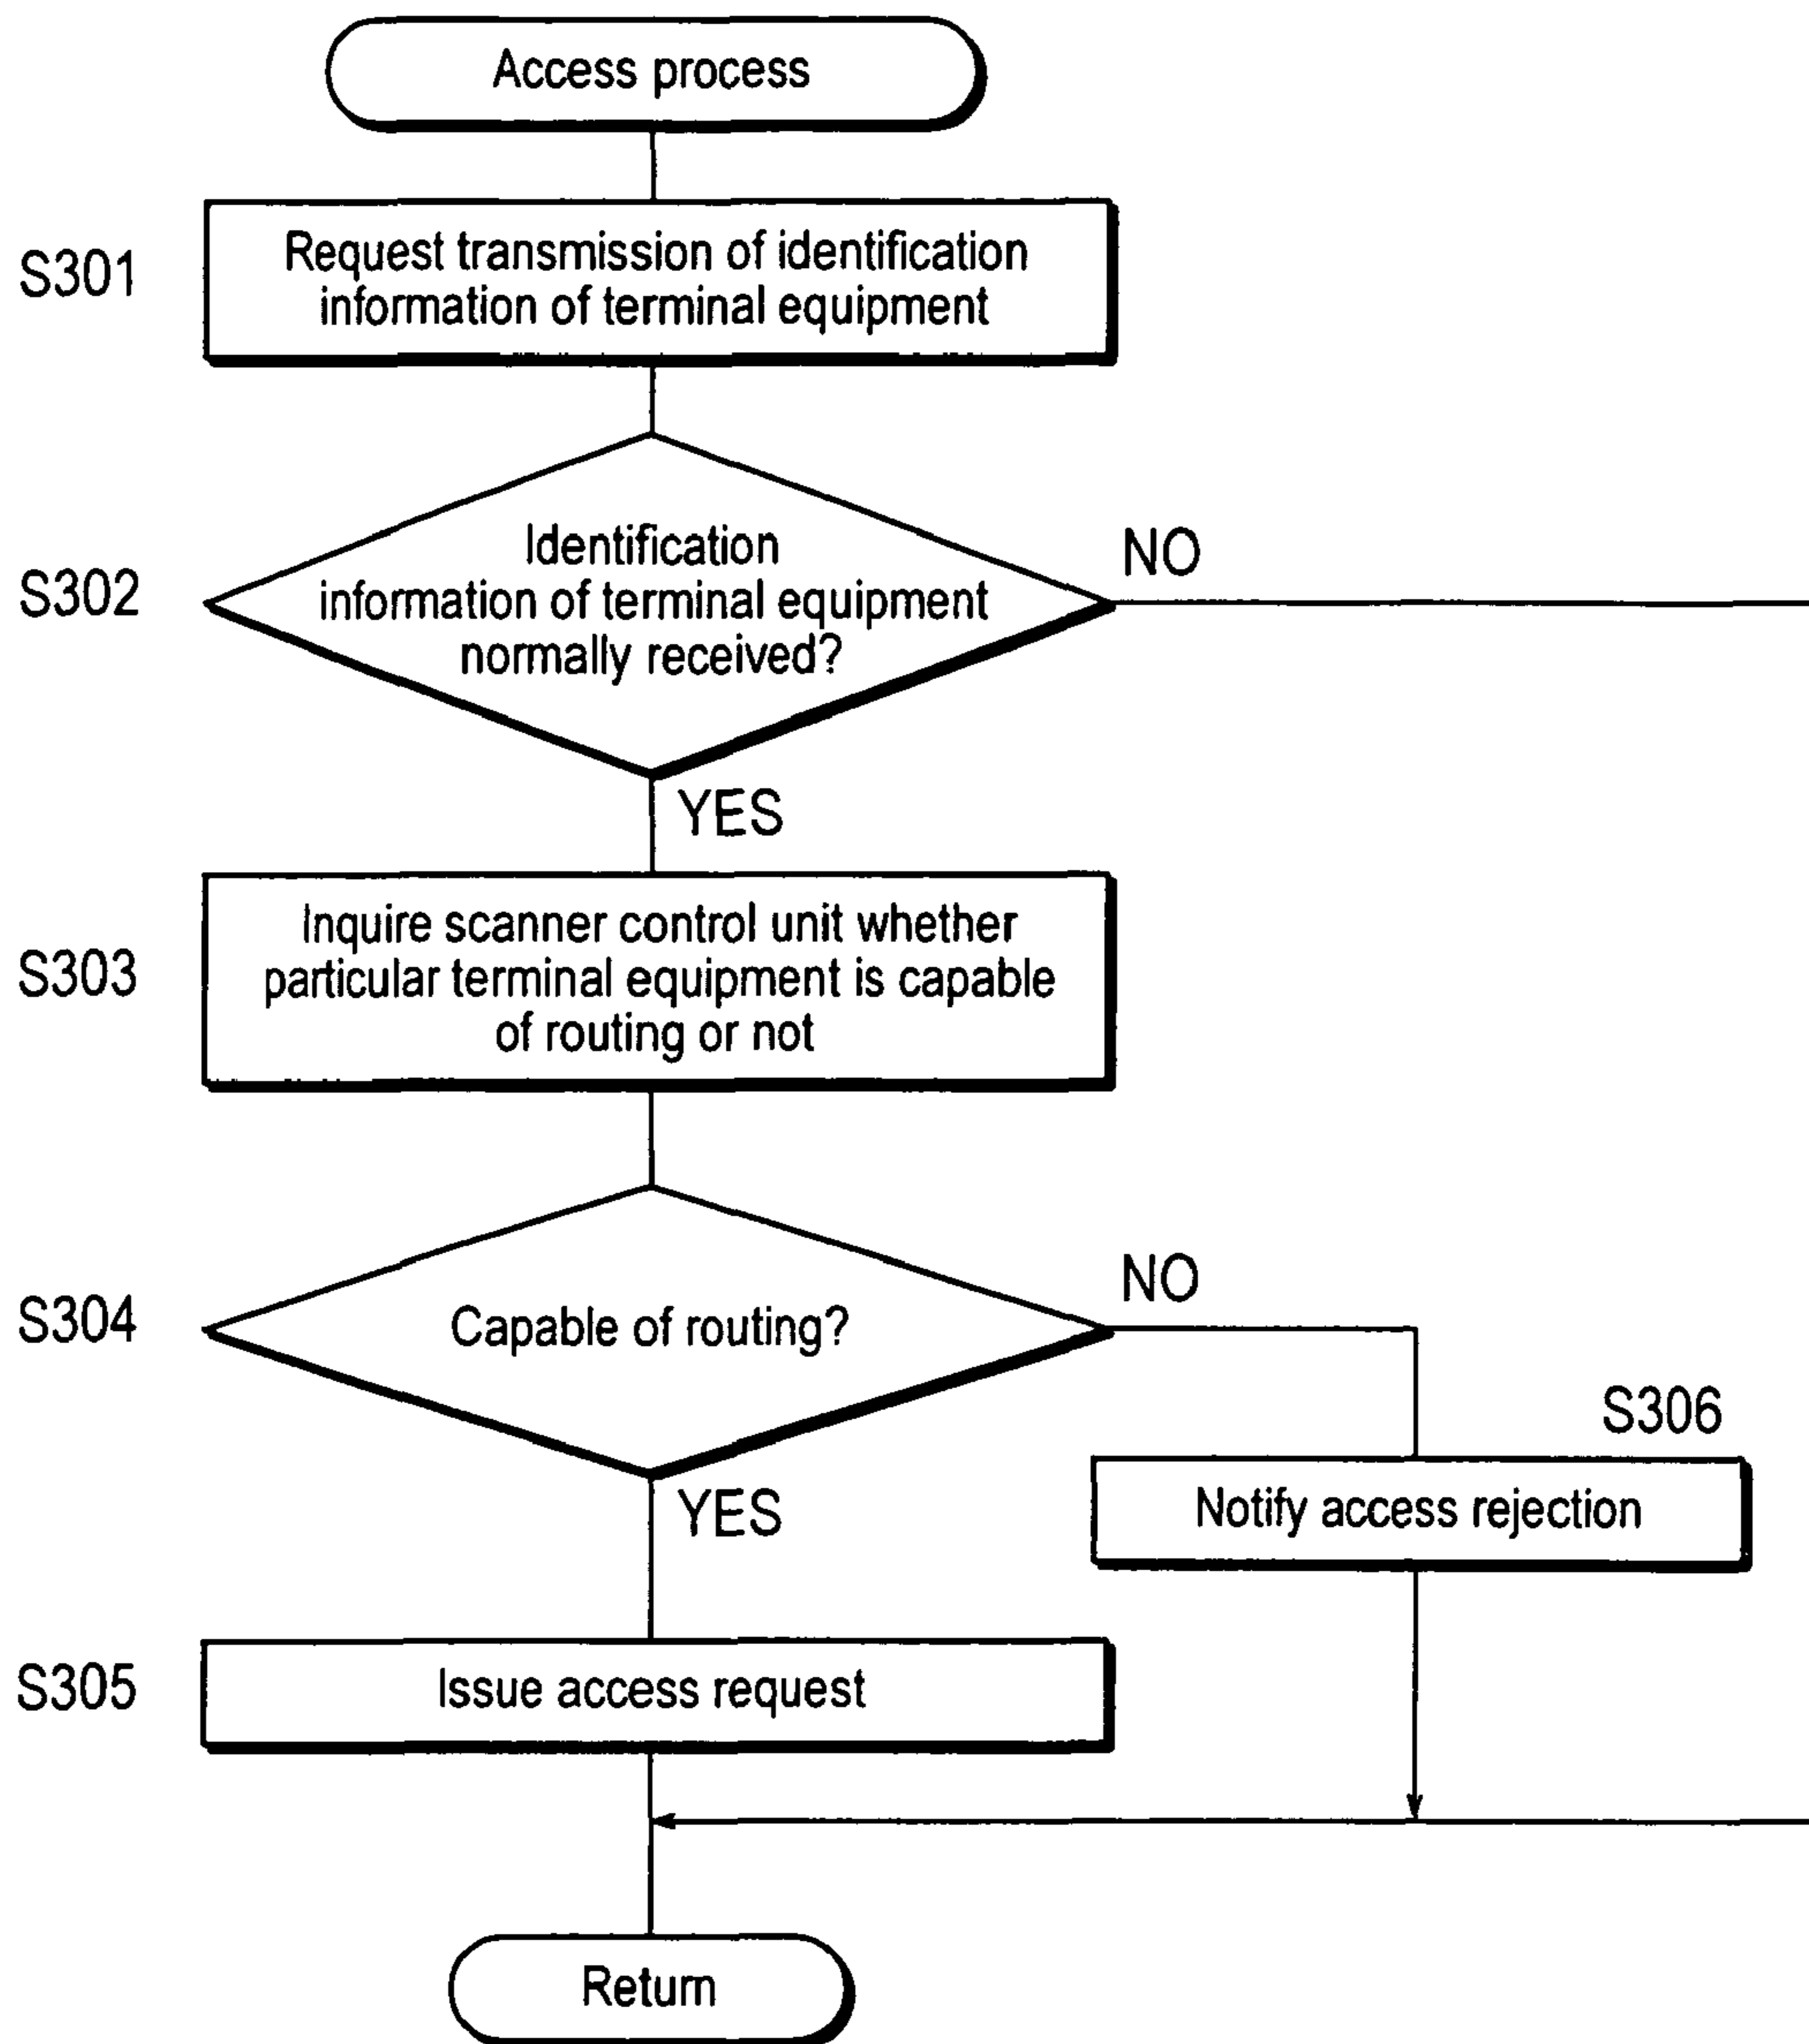 Access process
S301
Request transmission of identification
information of terminal equipment
S302
Identification
information of terminal equipment
normally received?
NO
YES
S303
Inquire scanner control unit whether
particular terminal equipment is capable
of routing or not
S304
Capable of routing?
NO
YES
S306
Notify access rejection
S305
Issue access request
Return